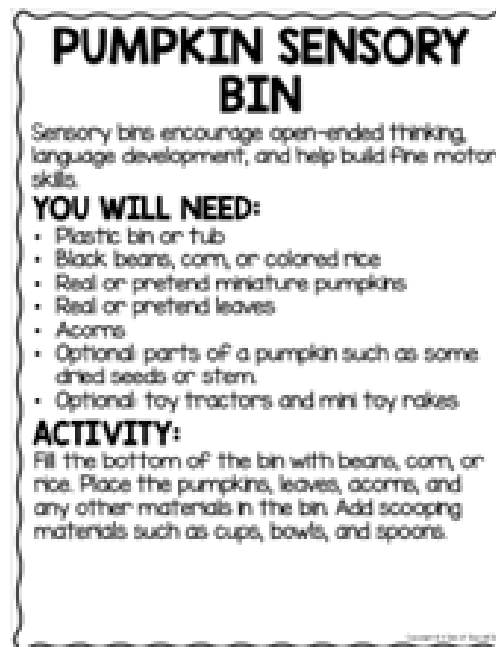 PUMPKIN SENSORY
BIN
Sensory bins encourage open-ended thinking,
language development, and help build fine motor
skills.
YOU WILL NEED:
• Plastic bin or tub
• Black beans, corn, or colored rice
• Real or pretend miniature pumpkins
• Real or pretend leaves
• Acorns
• Optional: parts of a pumpkin such as some
dried seeds or stem.
• Optional: toy tractors and mini toy rakes
ACTIVITY:
Fill the bottom of the bin with beans, corn, or
rice. Place the pumpkins, leaves, acorns, and
any other materials in the bin. Add scooping
materials such as cups, bowls, and spoons.